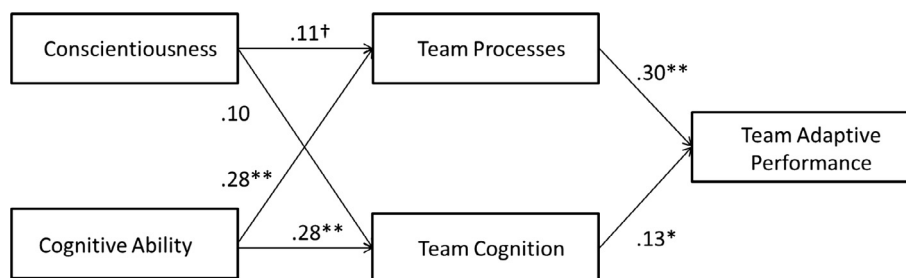 Conscientiousness
.11†
Team Processes
.30**
.10
Team Adaptive
Performance
.28**
Cognitive Ability
.28**
Team Cognition
.13*